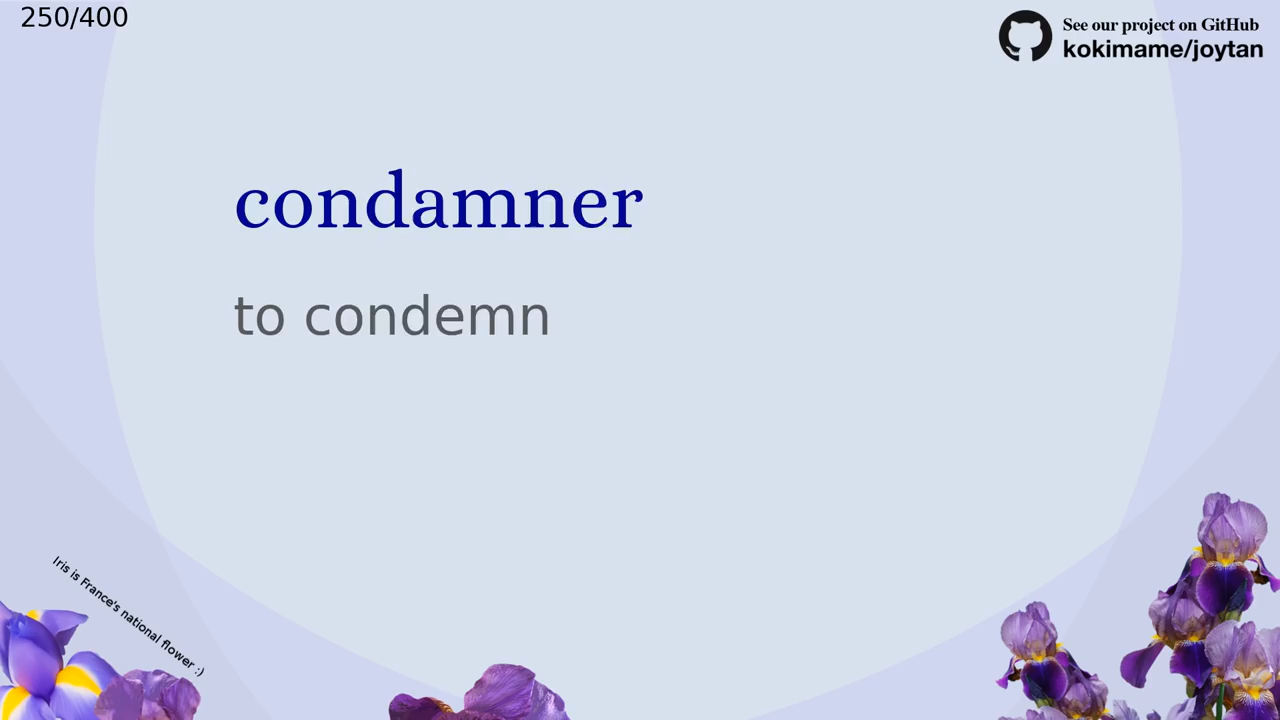 250/400
See our project on GitHub
kokimame/joytan
condamner
to condemn
Iris is France's national flower :)